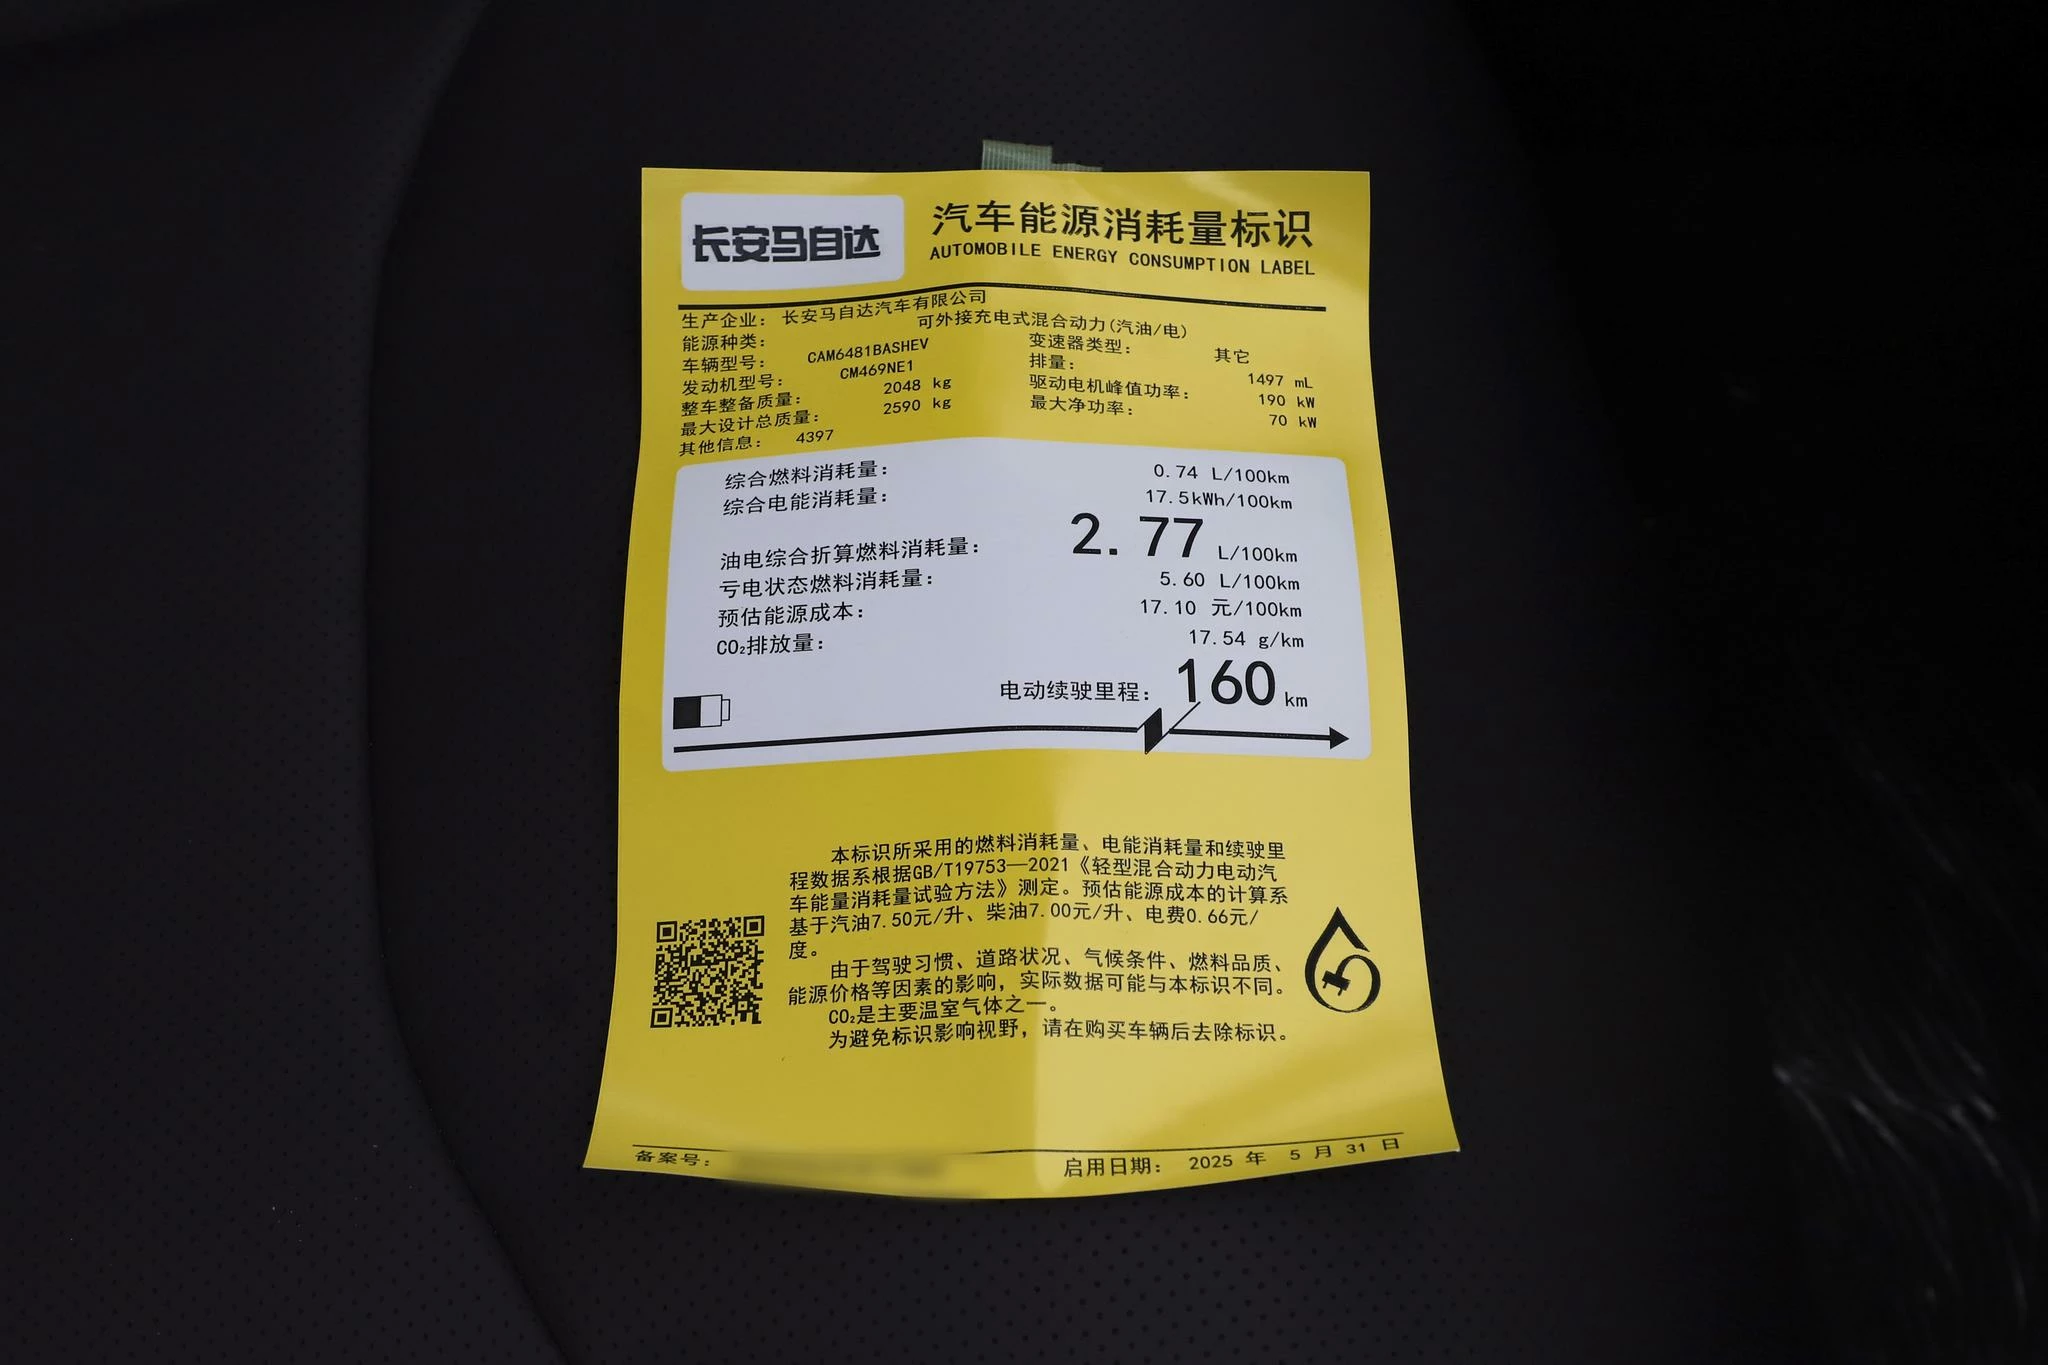 长安马自达
汽车能源消耗量标识
AUTOMOBILE ENERGY CONSUMPTION LABEL
生产企业： 长安马自达汽车有限公司
能源种类： 可外接充电式混合动力(汽油/电)
车辆型号： CAM6481BASHEV 变速器类型： 其它
发动机型号： CM469NE1 排量： 1497 mL
整车整备质量： 2048 kg 驱动电机峰值功率： 190 kW
最大设计总质量： 2590 kg 最大净功率： 70 kW
其他信息： 4397
综合燃料消耗量： 0.74 L/100km
综合电能消耗量： 17.5kWh/100km
油电综合折算燃料消耗量： 2.77 L/100km
亏电状态燃料消耗量： 5.60 L/100km
预估能源成本： 17.10 元/100km
CO₂排放量： 17.54 g/km
电动续驶里程： 160 km
本标识所采用的燃料消耗量、电能消耗量和续驶里
程数据系根据GB/T19753—2021《轻型混合动力电动汽
车能量消耗量试验方法》测定。预估能源成本的计算系
基于汽油7.50元/升、柴油7.00元/升、电费0.66元/
度。
由于驾驶习惯、道路状况、气候条件、燃料品质、
能源价格等因素的影响，实际数据可能与本标识不同。
CO₂是主要温室气体之一。
为避免标识影响视野，请在购买车辆后去除标识。
备案号：
启用日期： 2025 年 5 月 31 日